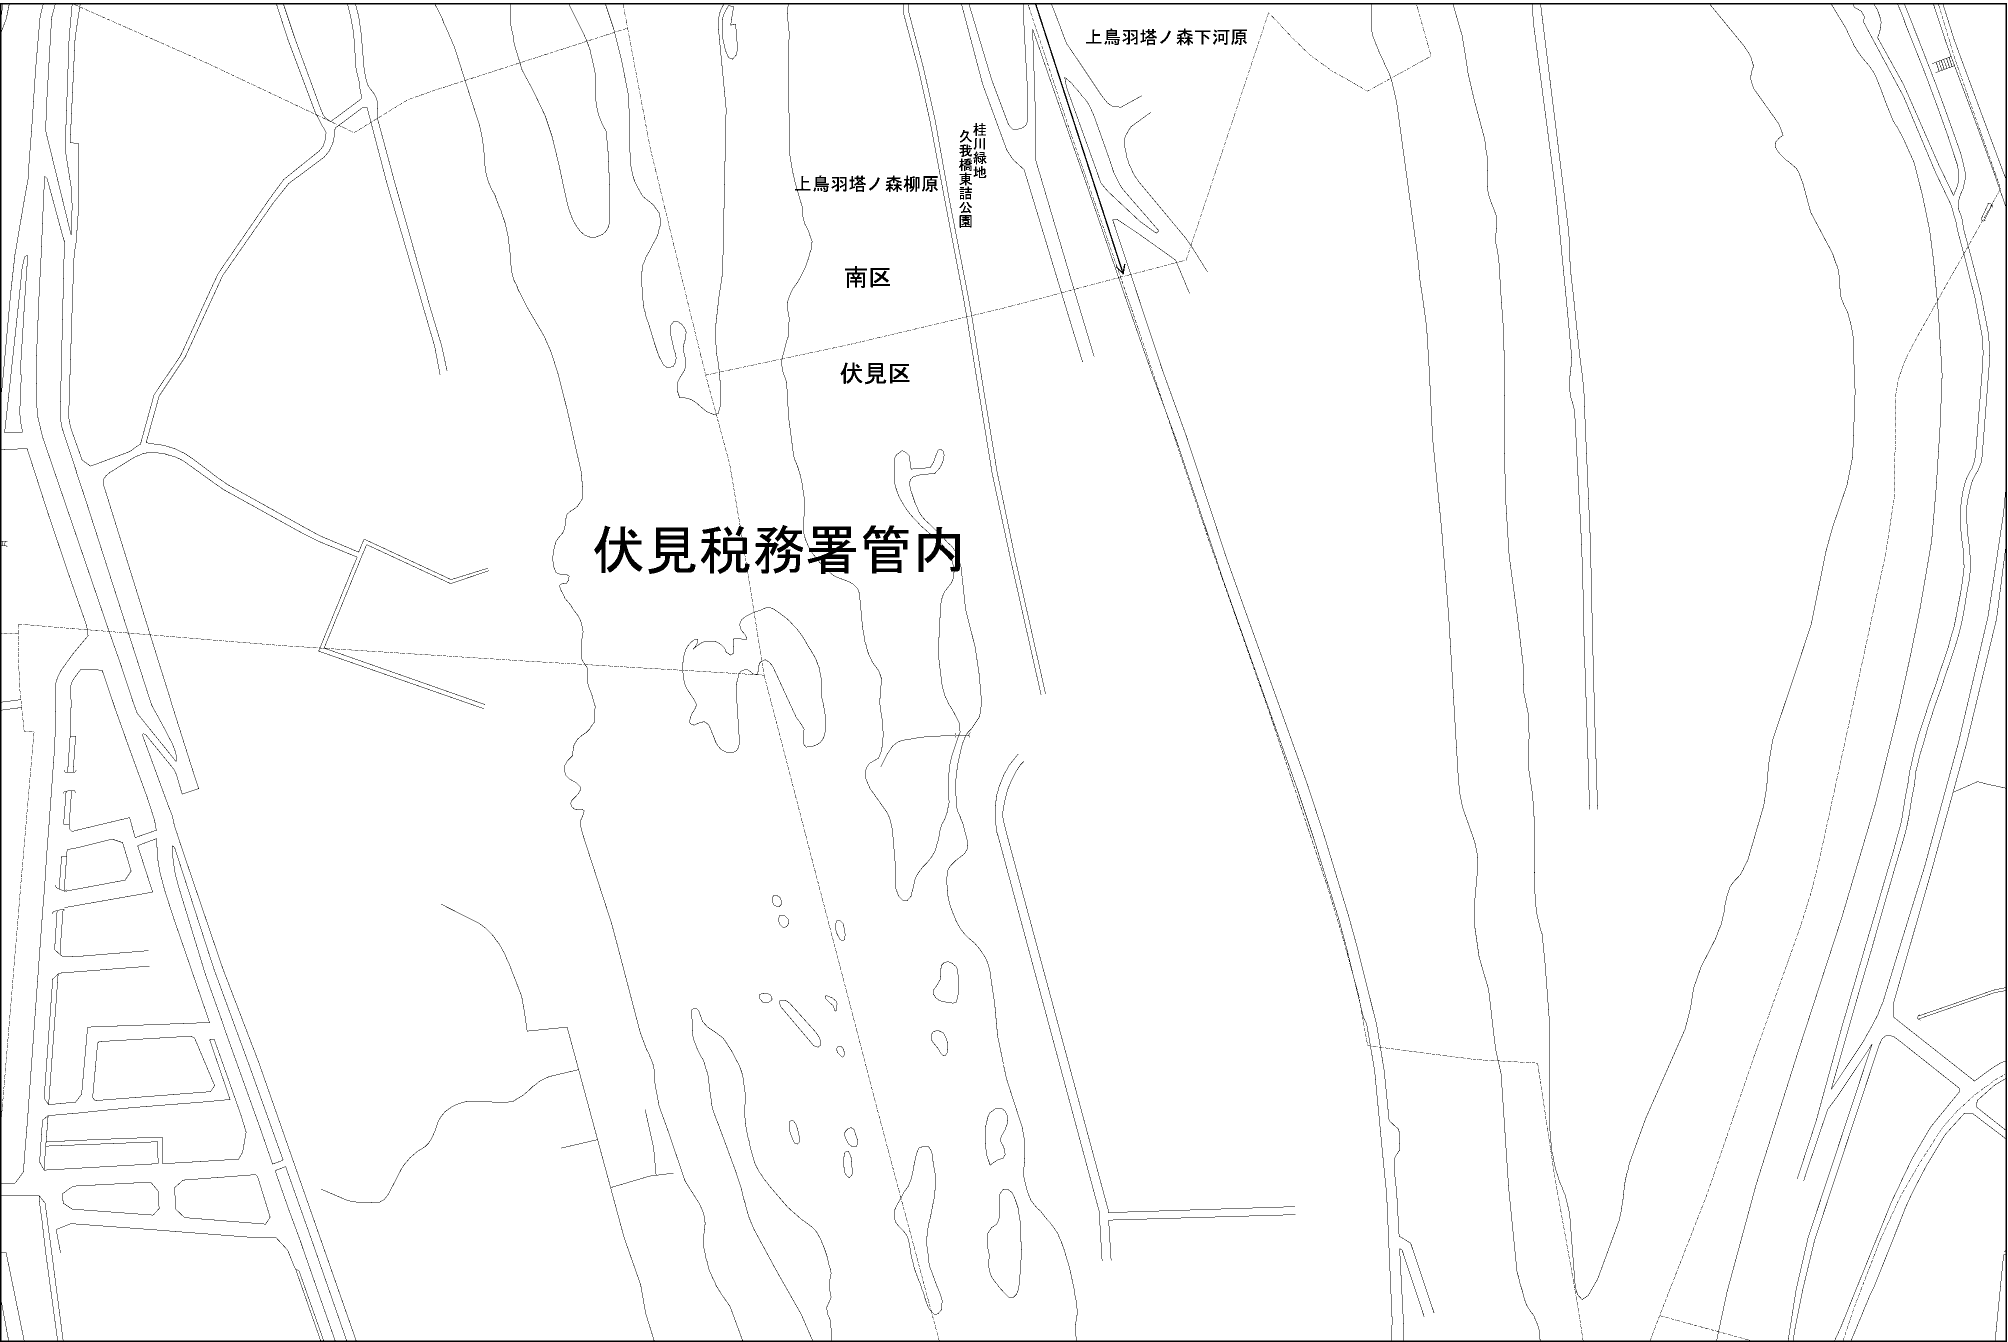 上鳥羽塔ノ森下河原
桂川緑地
久我橋東詰公園
上鳥羽塔ノ森柳原
南区
伏見区
伏見税務署管内